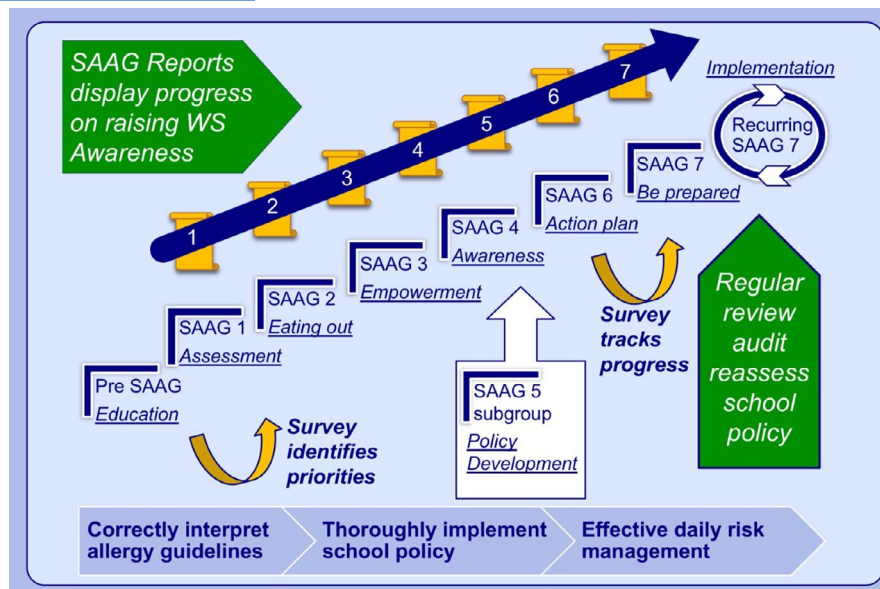 SAAG Reports
display progress
on raising WS
Awareness
1
2
3
4
5
6
7
Implementation
Recurring
SAAG 7
SAAG 7
Be prepared
SAAG 6
Action plan
SAAG 4
Awareness
SAAG 3
Empowerment
SAAG 2
Eating out
SAAG 1
Assessment
Pre SAAG
Education
Survey
identifies
priorities
SAAG 5
subgroup
Policy
Development
Survey
tracks
progress
Regular
review
audit
reassess
school
policy
Correctly interpret
allergy guidelines
Thoroughly implement
school policy
Effective daily risk
management